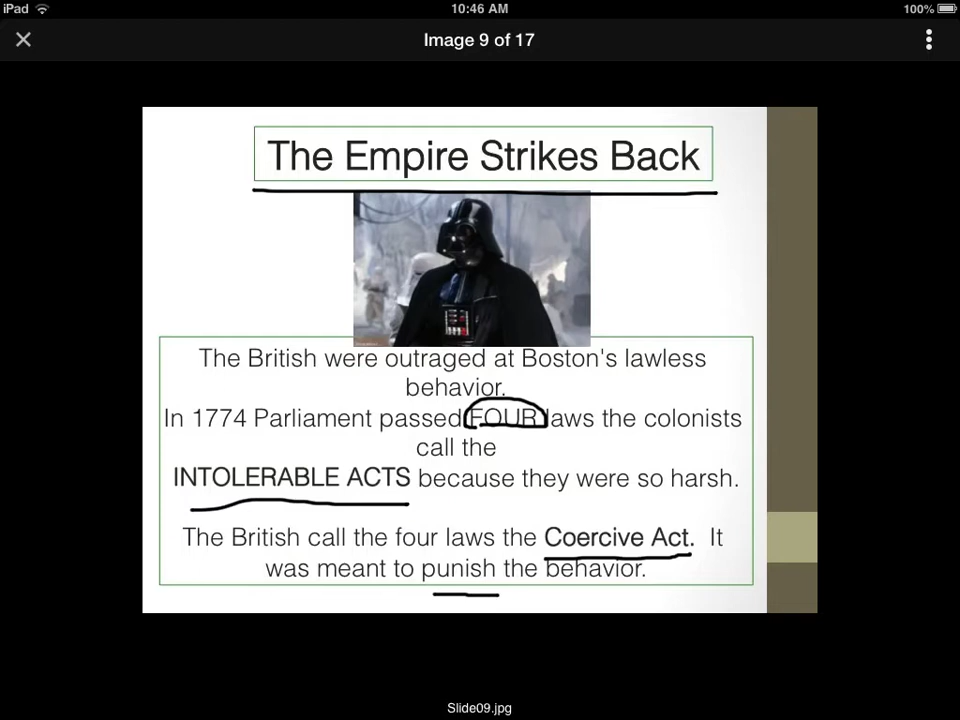 iPad 10:46 AM 100%
Image 9 of 17
The Empire Strikes Back
The British were outraged at Boston's lawless
behavior.
In 1774 Parliament passed FOUR laws the colonists
call the
INTOLERABLE ACTS because they were so harsh.
The British call the four laws the Coercive Act. It
was meant to punish the behavior.
Slide09.jpg